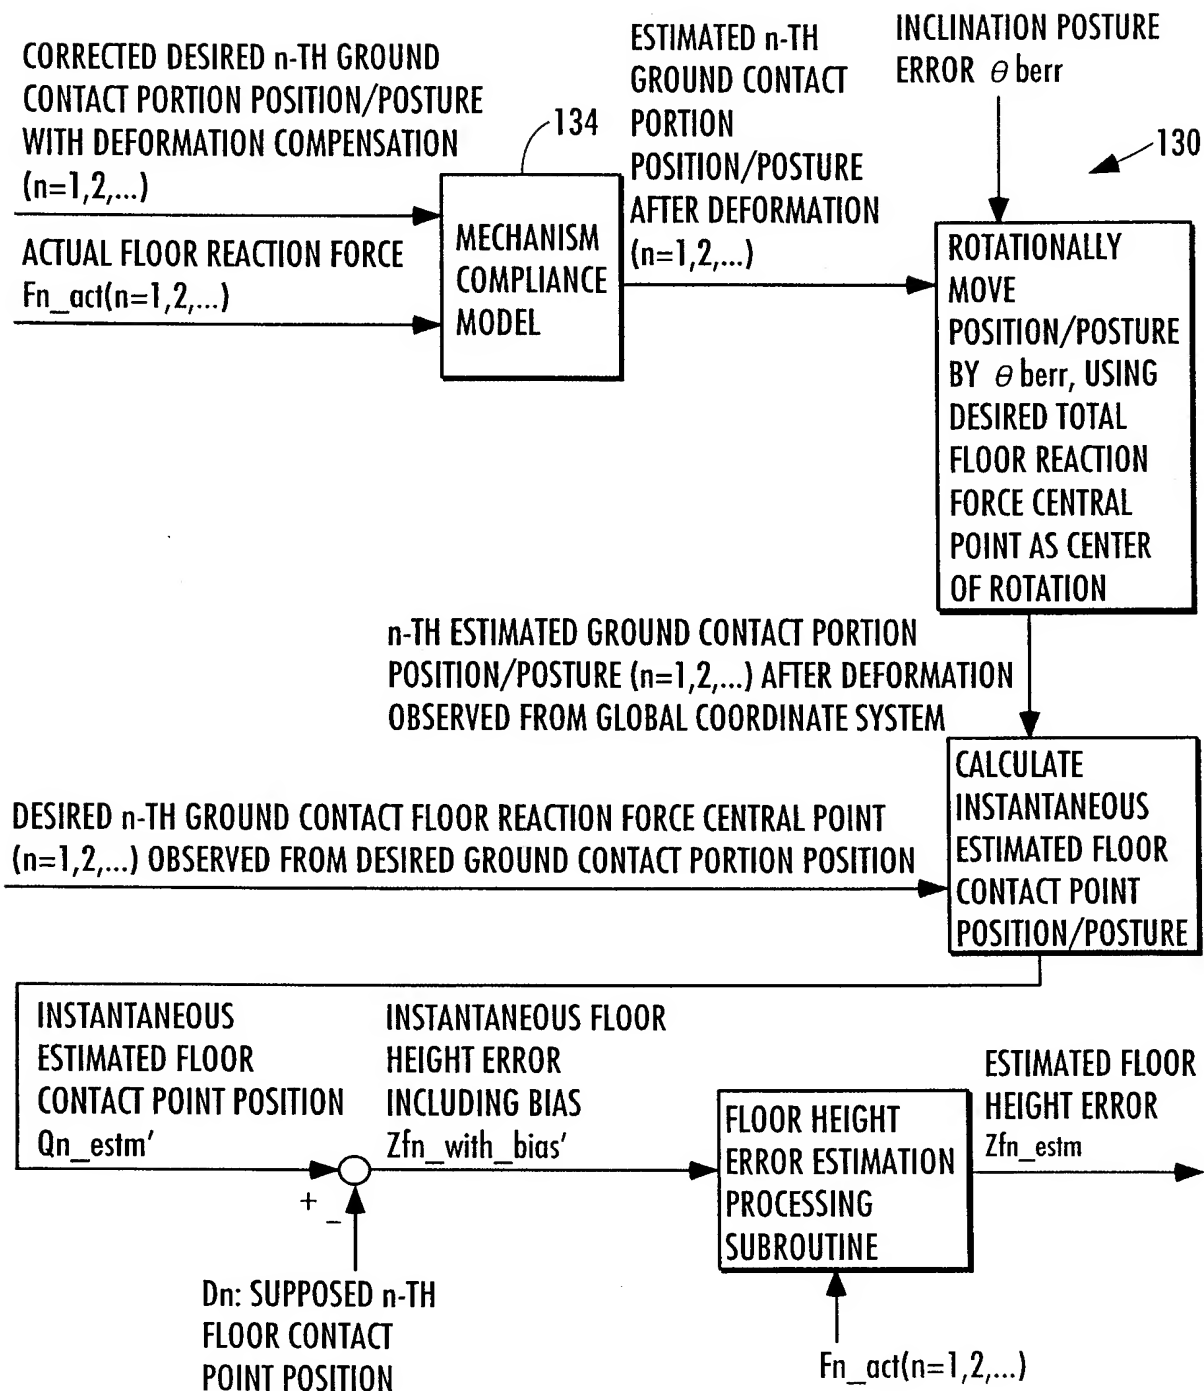 CORRECTED DESIRED n-TH GROUND
CONTACT PORTION POSITION/POSTURE
WITH DEFORMATION COMPENSATION
(n=1,2,...)
ACTUAL FLOOR REACTION FORCE
Fn_act(n=1,2,...)
134
MECHANISM
COMPLIANCE
MODEL
ESTIMATED n-TH
GROUND CONTACT
PORTION
POSITION/POSTURE
AFTER DEFORMATION
(n=1,2,...)
INCLINATION POSTURE
ERROR θ berr
130
ROTATIONALLY
MOVE
POSITION/POSTURE
BY θ berr, USING
DESIRED TOTAL
FLOOR REACTION
FORCE CENTRAL
POINT AS CENTER
OF ROTATION
n-TH ESTIMATED GROUND CONTACT PORTION
POSITION/POSTURE (n=1,2,...) AFTER DEFORMATION
OBSERVED FROM GLOBAL COORDINATE SYSTEM
DESIRED n-TH GROUND CONTACT FLOOR REACTION FORCE CENTRAL POINT
(n=1,2,...) OBSERVED FROM DESIRED GROUND CONTACT PORTION POSITION
CALCULATE
INSTANTANEOUS
ESTIMATED FLOOR
CONTACT POINT
POSITION/POSTURE
INSTANTANEOUS
ESTIMATED FLOOR
CONTACT POINT POSITION
Qn_estm'
+
−
INSTANTANEOUS FLOOR
HEIGHT ERROR
INCLUDING BIAS
Zfn_with_bias'
Dn: SUPPOSED n-TH
FLOOR CONTACT
POINT POSITION
FLOOR HEIGHT
ERROR ESTIMATION
PROCESSING
SUBROUTINE
Fn_act(n=1,2,...)
ESTIMATED FLOOR
HEIGHT ERROR
Zfn_estm